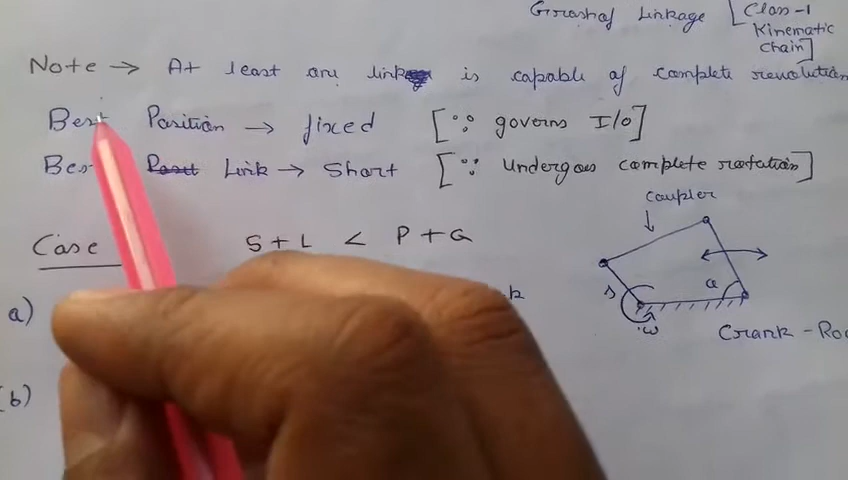 Grashof Linkage [Class-1
Kinematic
Chain]
Note → At least one link is capable of complete revolution
Best Position → fixed [∵ governs I/O]
Bes Link → Short [∵ Undergoes complete rotation]
coupler
Case S + L < P + Q
a)
s
Q
ω
Crank - Ro
(b)